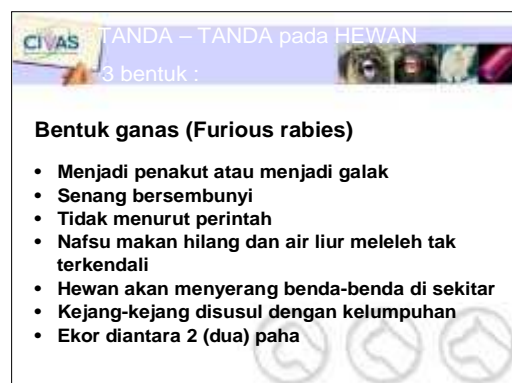 CIVAS
TANDA – TANDA pada HEWAN
3 bentuk :
Bentuk ganas (Furious rabies)
• Menjadi penakut atau menjadi galak
• Senang bersembunyi
• Tidak menurut perintah
• Nafsu makan hilang dan air liur meleleh tak
terkendali
• Hewan akan menyerang benda-benda di sekitar
• Kejang-kejang disusul dengan kelumpuhan
• Ekor diantara 2 (dua) paha